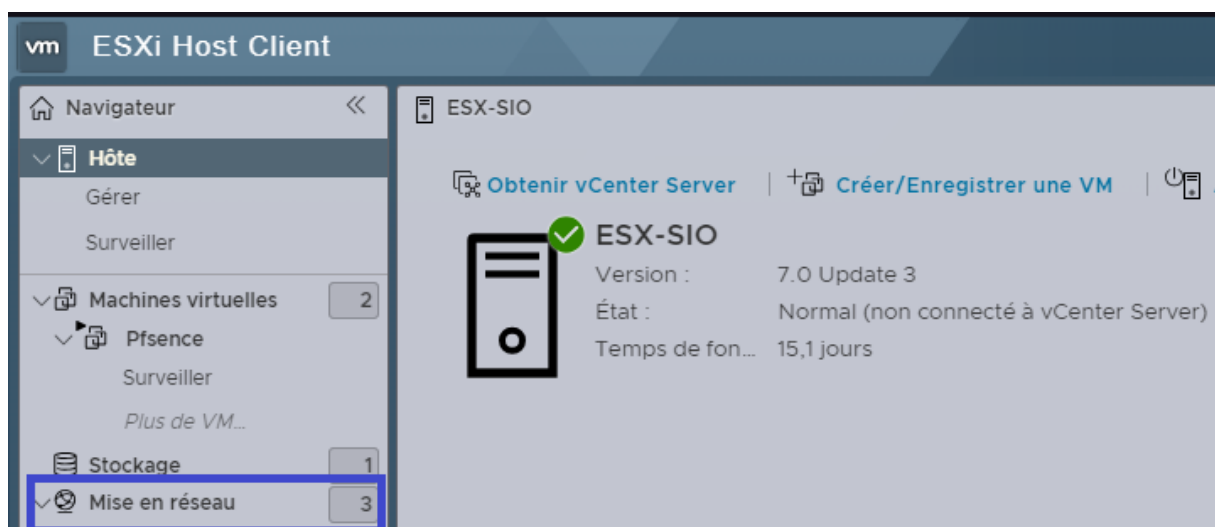 vm ESXi Host Client
Navigateur
Hôte
Gérer
Surveiller
Machines virtuelles 2
Pfsence
Surveiller
Plus de VM...
Stockage 1
Mise en réseau 3
ESX-SIO
Obtenir vCenter Server | Créer/Enregistrer une VM |
ESX-SIO
Version : 7.0 Update 3
État : Normal (non connecté à vCenter Server)
Temps de fon... 15,1 jours